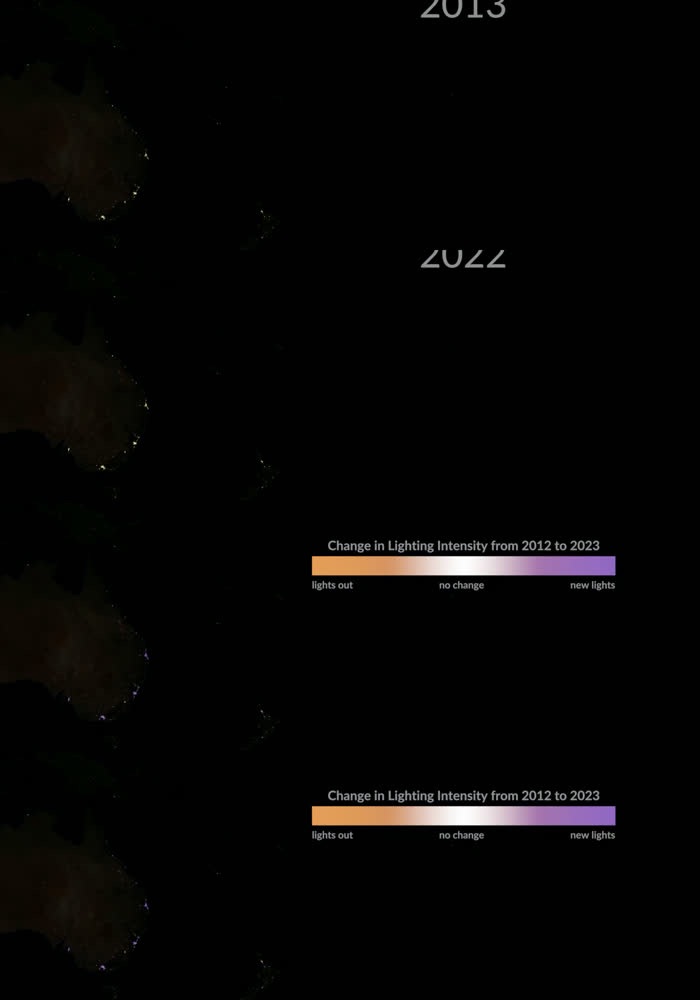 2013
2022
Change in Lighting Intensity from 2012 to 2023
lights out no change new lights
Change in Lighting Intensity from 2012 to 2023
lights out no change new lights